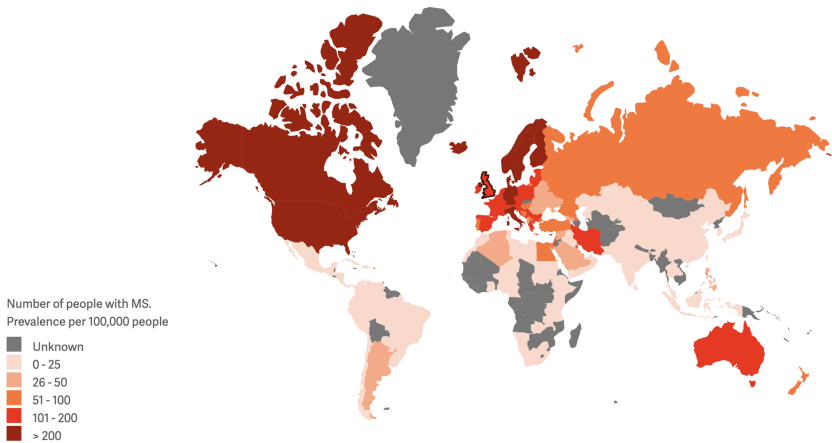 Number of people with MS.
Prevalence per 100,000 people
Unknown
0 - 25
26 - 50
51 - 100
101 - 200
> 200